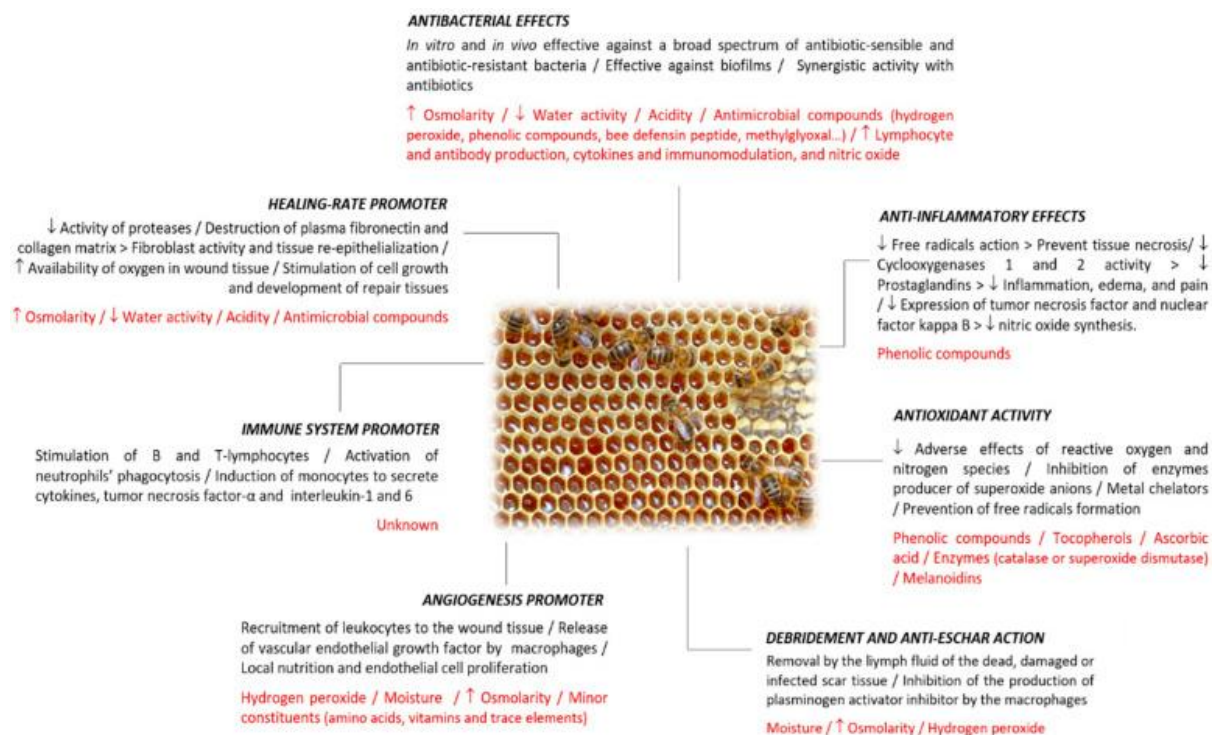 ANTIBACTERIAL EFFECTS
In vitro and in vivo effective against a broad spectrum of antibiotic-sensible and
antibiotic-resistant bacteria / Effective against biofilms / Synergistic activity with
antibiotics
↑ Osmolarity / ↓ Water activity / Acidity / Antimicrobial compounds (hydrogen
peroxide, phenolic compounds, bee defensin peptide, methylglyoxal...) / ↑ Lymphocyte
and antibody production, cytokines and immunomodulation, and nitric oxide
HEALING-RATE PROMOTER
↓ Activity of proteases / Destruction of plasma fibronectin and
collagen matrix > Fibroblast activity and tissue re-epithelialization /
↑ Availability of oxygen in wound tissue / Stimulation of cell growth
and development of repair tissues
↑ Osmolarity / ↓ Water activity / Acidity / Antimicrobial compounds
ANTI-INFLAMMATORY EFFECTS
↓ Free radicals action > Prevent tissue necrosis/ ↓
Cyclooxygenases 1 and 2 activity > ↓
Prostaglandins > ↓ Inflammation, edema, and pain
/ ↓ Expression of tumor necrosis factor and nuclear
factor kappa B > ↓ nitric oxide synthesis.
Phenolic compounds
IMMUNE SYSTEM PROMOTER
Stimulation of B and T-lymphocytes / Activation of
neutrophils' phagocytosis / Induction of monocytes to secrete
cytokines, tumor necrosis factor-α and interleukin-1 and 6
Unknown
ANTIOXIDANT ACTIVITY
↓ Adverse effects of reactive oxygen and
nitrogen species / Inhibition of enzymes
producer of superoxide anions / Metal chelators
/ Prevention of free radicals formation
Phenolic compounds / Tocopherols / Ascorbic
acid / Enzymes (catalase or superoxide dismutase)
/ Melanoidins
ANGIOGENESIS PROMOTER
Recruitment of leukocytes to the wound tissue / Release
of vascular endothelial growth factor by macrophages /
Local nutrition and endothelial cell proliferation
Hydrogen peroxide / Moisture / ↑ Osmolarity / Minor
constituents (amino acids, vitamins and trace elements)
DEBRIDEMENT AND ANTI-ESCHAR ACTION
Removal by the liymph fluid of the dead, damaged or
infected scar tissue / Inhibition of the production of
plasminogen activator inhibitor by the macrophages
Moisture / ↑ Osmolarity / Hydrogen peroxide